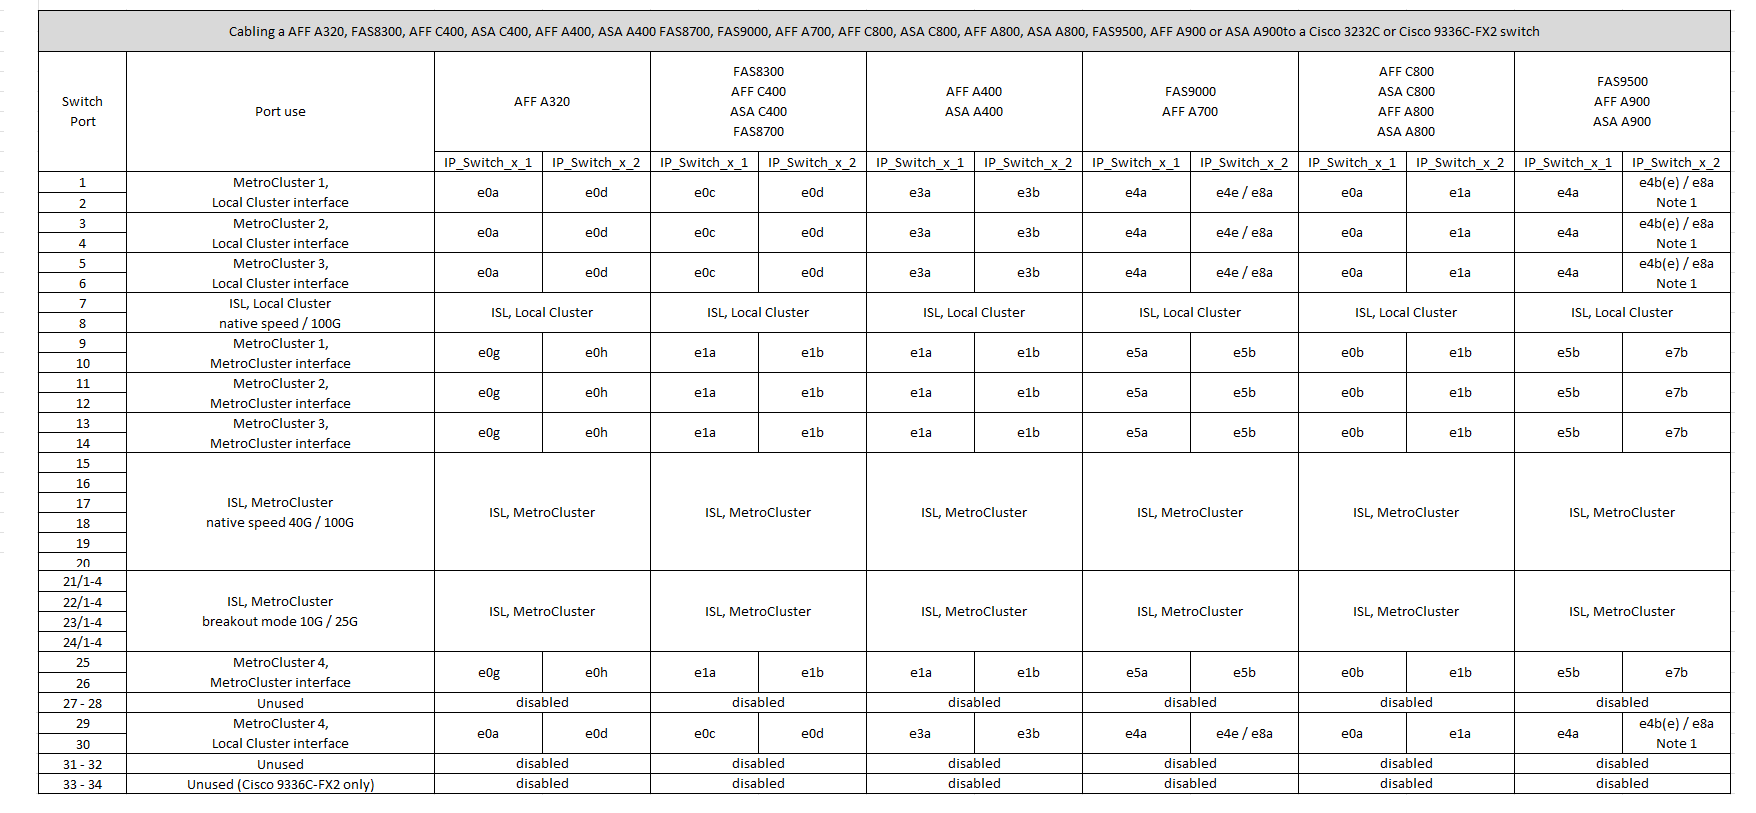 Cabling a AFF A320, FAS8300, AFF C400, ASA C400, AFF A400, ASA A400 FAS8700, FAS9000, AFF A700, AFF C800, ASA C800, AFF A800, ASA A800, FAS9500, AFF A900 or ASA A900to a Cisco 3232C or Cisco 9336C-FX2 switch
Switch
Port
Port use
AFF A320
FAS8300
AFF C400
ASA C400
FAS8700
AFF A400
ASA A400
FAS9000
AFF A700
AFF C800
ASA C800
AFF A800
ASA A800
FAS9500
AFF A900
ASA A900
IP_Switch_x_1 IP_Switch_x_2 IP_Switch_x_1 IP_Switch_x_2 IP_Switch_x_1 IP_Switch_x_2 IP_Switch_x_1 IP_Switch_x_2 IP_Switch_x_1 IP_Switch_x_2 IP_Switch_x_1 IP_Switch_x_2
1
2
MetroCluster 1,
Local Cluster interface
e0a e0d e0c e0d e3a e3b e4a e4e / e8a e0a e1a e4a
e4b(e) / e8a
Note 1
3
4
MetroCluster 2,
Local Cluster interface
e0a e0d e0c e0d e3a e3b e4a e4e / e8a e0a e1a e4a
e4b(e) / e8a
Note 1
5
6
MetroCluster 3,
Local Cluster interface
e0a e0d e0c e0d e3a e3b e4a e4e / e8a e0a e1a e4a
e4b(e) / e8a
Note 1
7
8
ISL, Local Cluster
native speed / 100G
ISL, Local Cluster ISL, Local Cluster ISL, Local Cluster ISL, Local Cluster ISL, Local Cluster ISL, Local Cluster
9
10
MetroCluster 1,
MetroCluster interface
e0g e0h e1a e1b e1a e1b e5a e5b e0b e1b e5b e7b
11
12
MetroCluster 2,
MetroCluster interface
e0g e0h e1a e1b e1a e1b e5a e5b e0b e1b e5b e7b
13
14
MetroCluster 3,
MetroCluster interface
e0g e0h e1a e1b e1a e1b e5a e5b e0b e1b e5b e7b
15
16
17
18
19
20
ISL, MetroCluster
native speed 40G / 100G
ISL, MetroCluster ISL, MetroCluster ISL, MetroCluster ISL, MetroCluster ISL, MetroCluster ISL, MetroCluster
21/1-4
22/1-4
23/1-4
24/1-4
ISL, MetroCluster
breakout mode 10G / 25G
ISL, MetroCluster ISL, MetroCluster ISL, MetroCluster ISL, MetroCluster ISL, MetroCluster ISL, MetroCluster
25
26
MetroCluster 4,
MetroCluster interface
e0g e0h e1a e1b e1a e1b e5a e5b e0b e1b e5b e7b
27 - 28 Unused disabled disabled disabled disabled disabled disabled
29
30
MetroCluster 4,
Local Cluster interface
e0a e0d e0c e0d e3a e3b e4a e4e / e8a e0a e1a e4a
e4b(e) / e8a
Note 1
31 - 32 Unused disabled disabled disabled disabled disabled disabled
33 - 34 Unused (Cisco 9336C-FX2 only) disabled disabled disabled disabled disabled disabled